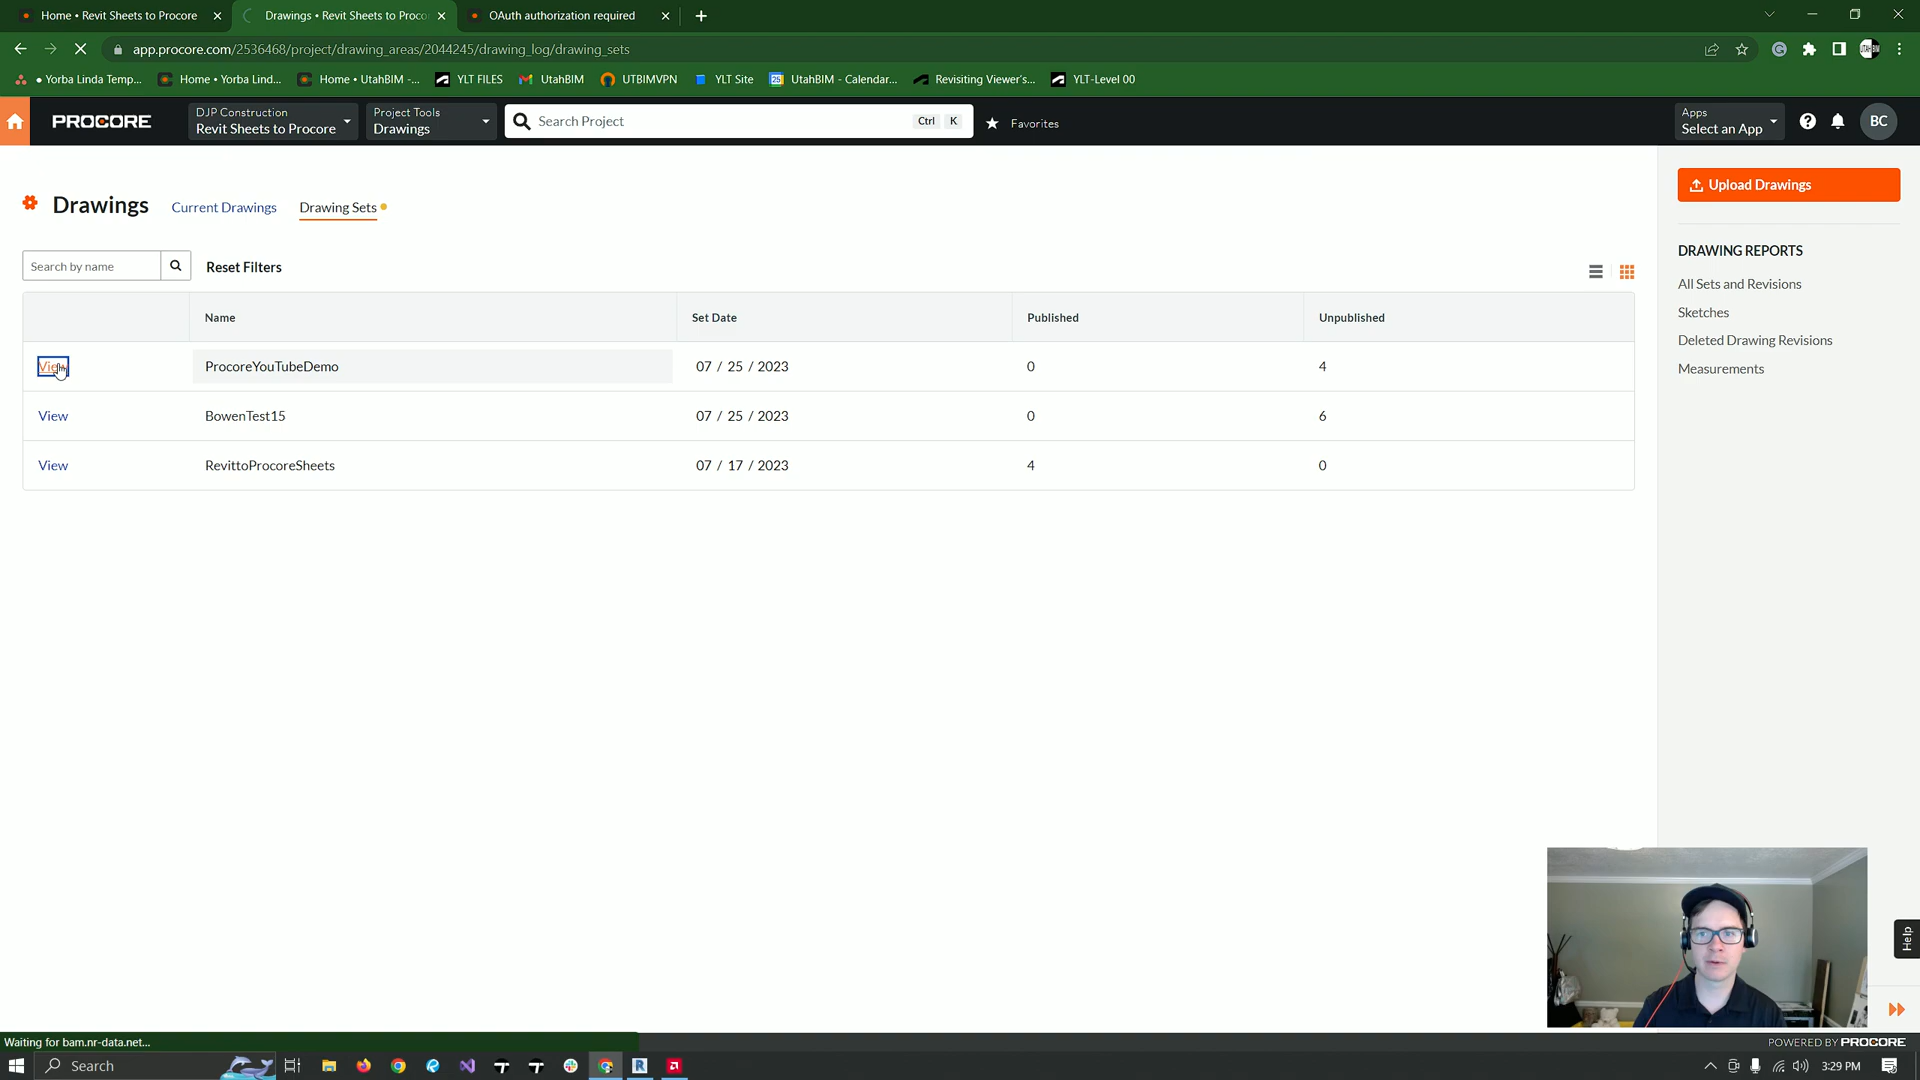 Home • Revit Sheets to Procore
Drawings • Revit Sheets to Proco
OAuth authorization required
app.procore.com/2536468/project/drawing_areas/2044245/drawing_log/drawing_sets
• Yorba Linda Temp...
Home • Yorba Lind...
Home • UtahBIM -...
YLT FILES
UtahBIM
UTBIMVPN
YLT Site
25
UtahBIM - Calendar...
Revisiting Viewer's...
YLT-Level 00
PROCORE
DJP Construction
Revit Sheets to Procore
Project Tools
Drawings
Search Project
Ctrl K
Favorites
Apps
Select an App
BC
Drawings
Current Drawings
Drawing Sets
Upload Drawings
Search by name
Reset Filters
DRAWING REPORTS
All Sets and Revisions
Sketches
Deleted Drawing Revisions
Measurements
Name Set Date Published Unpublished
View ProcoreYouTubeDemo 07 / 25 / 2023 0 4
View BowenTest15 07 / 25 / 2023 0 6
View RevittoProcoreSheets 07 / 17 / 2023 4 0
Help
Waiting for bam.nr-data.net...
POWERED BY PROCORE
Search
3:29 PM